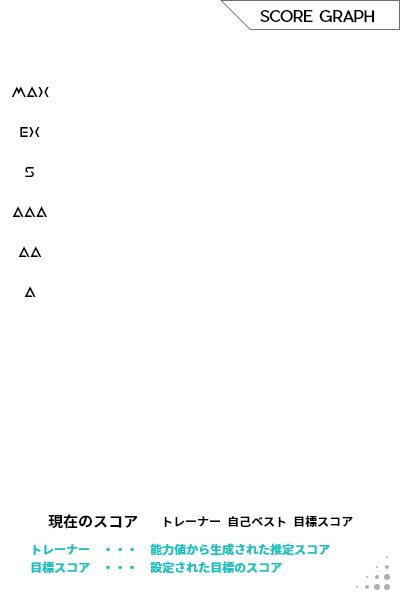 SCORE GRAPH
MAX
EX
S
AAA
AA
A
現在のスコア トレーナー 自己ベスト 目標スコア
トレーナー ・・・ 能力値から生成された推定スコア
目標スコア ・・・ 設定された目標のスコア